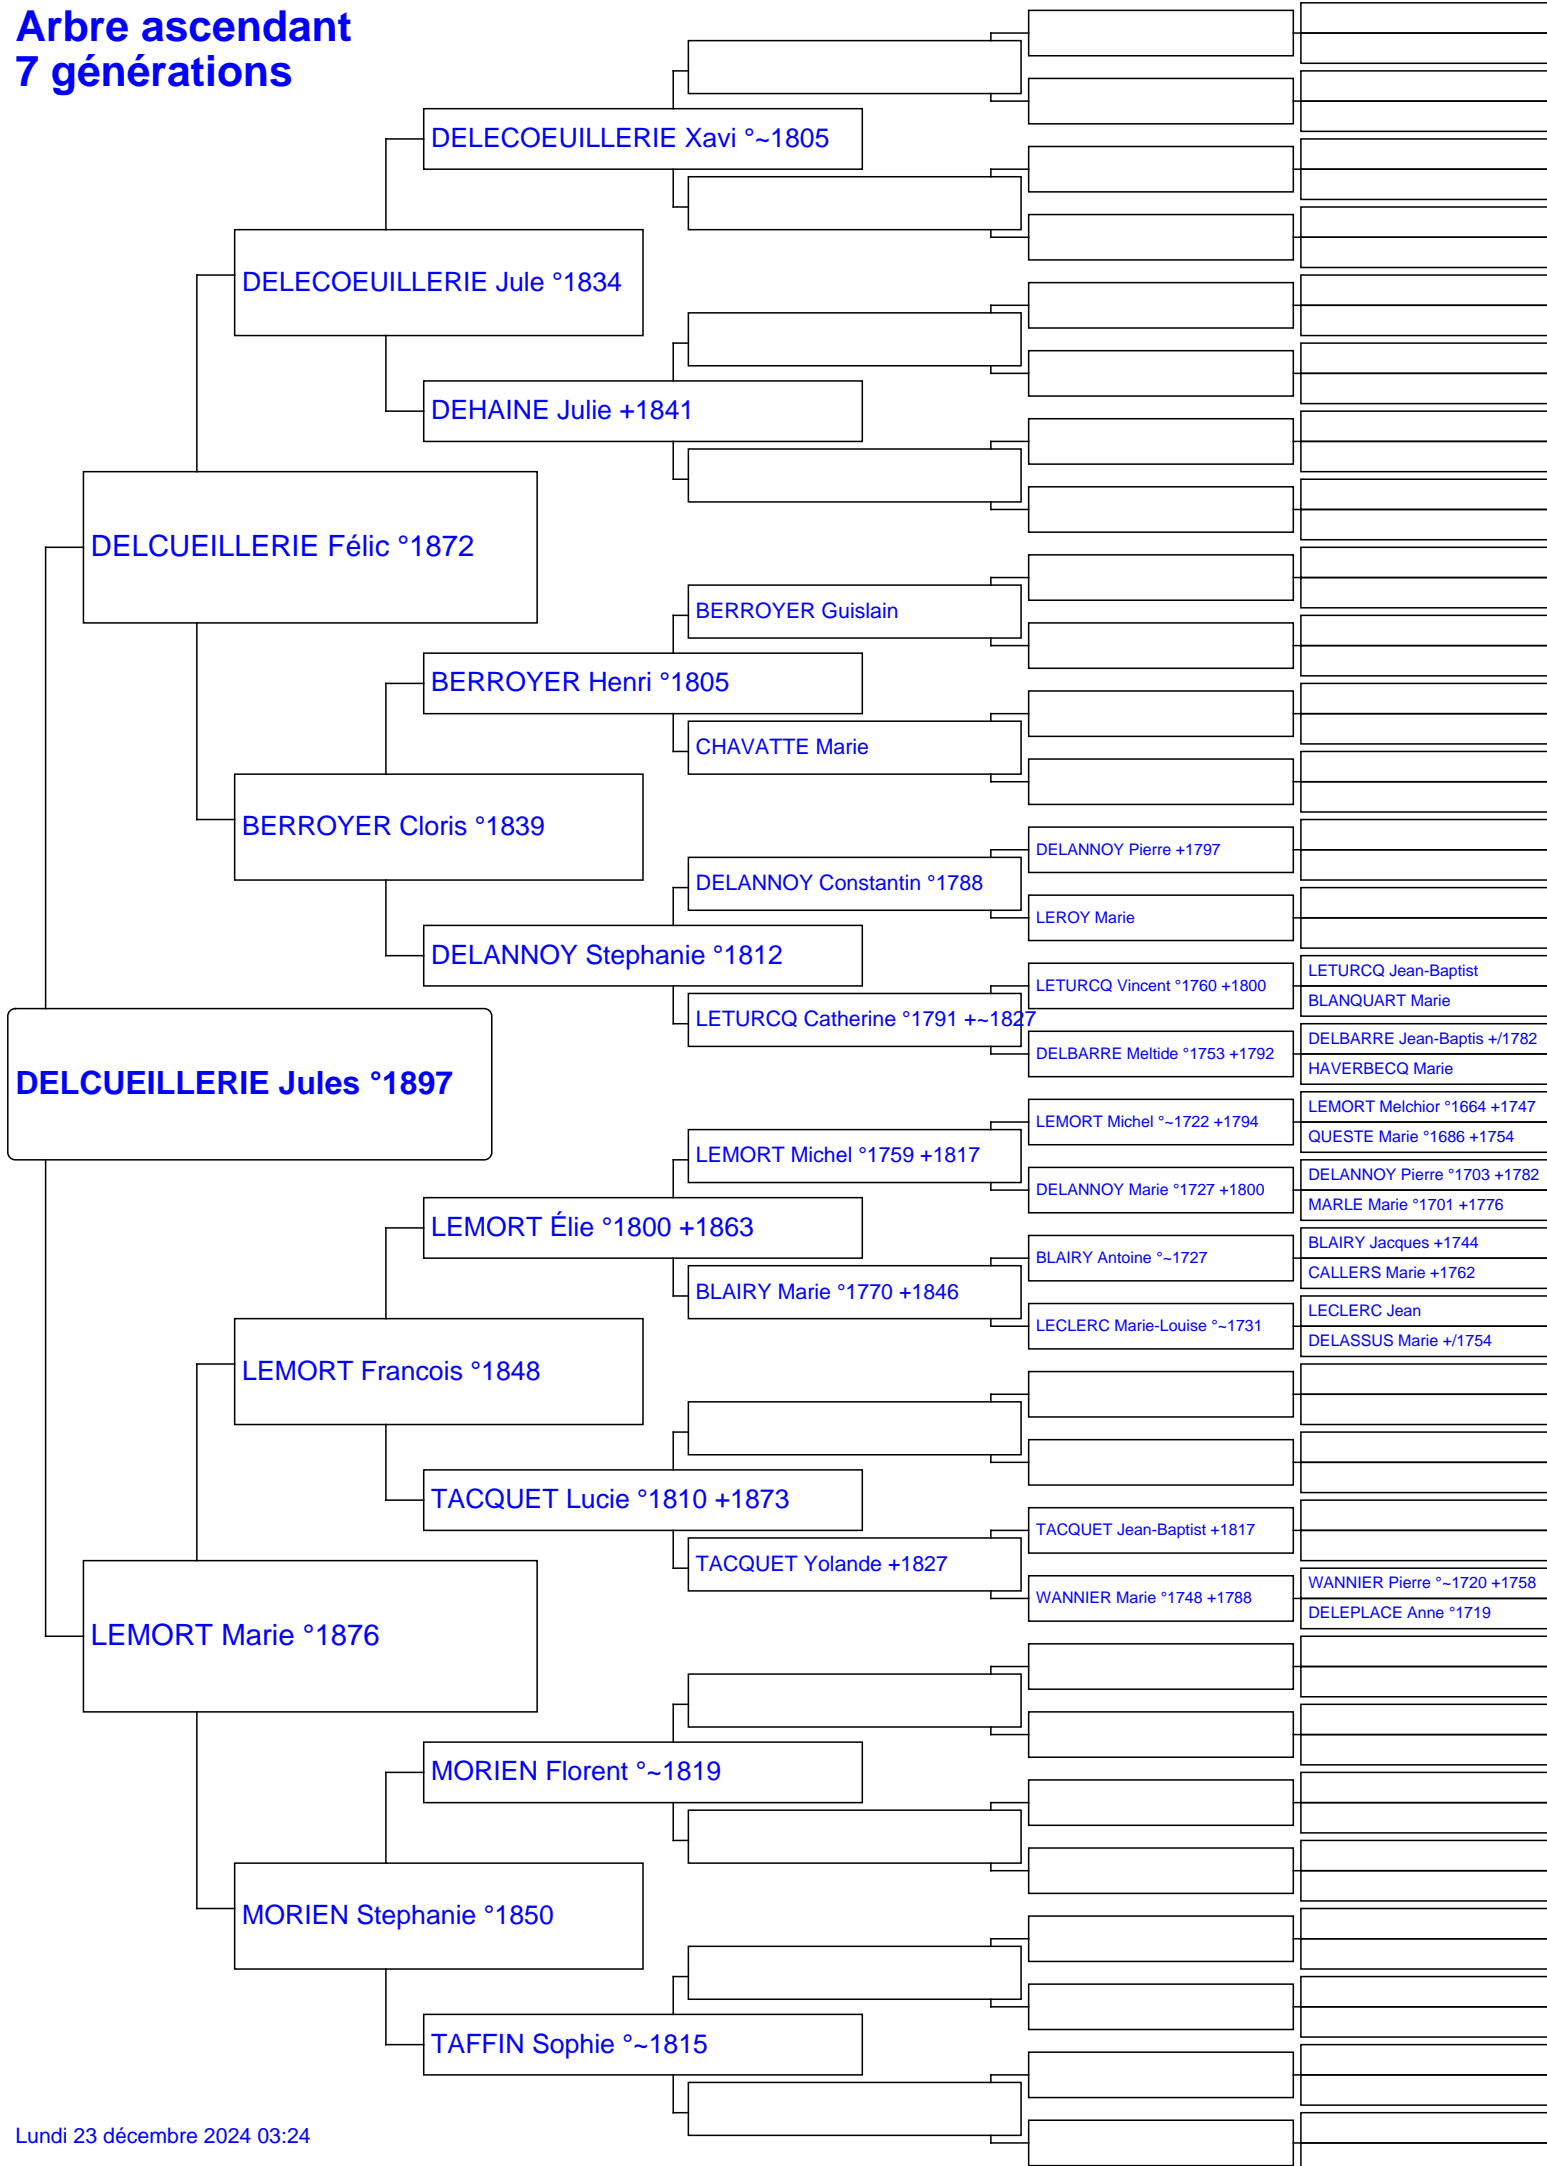 Arbre ascendant
7 générations
DELECOEUILLERIE Xavi °~1805
DELECOEUILLERIE Jule °1834
DEHAINE Julie +1841
DELCUEILLERIE Félic °1872
BERROYER Guislain
BERROYER Henri °1805
CHAVATTE Marie
BERROYER Cloris °1839
DELANNOY Pierre +1797
DELANNOY Constantin °1788
LEROY Marie
DELANNOY Stephanie °1812
LETURCQ Jean-Baptist
LETURCQ Vincent °1760 +1800
BLANQUART Marie
LETURCQ Catherine °1791 +~1827
DELBARRE Jean-Baptis +/1782
DELBARRE Meltide °1753 +1792
HAVERBECQ Marie
DELCUEILLERIE Jules °1897
LEMORT Melchior °1664 +1747
LEMORT Michel °~1722 +1794
QUESTE Marie °1686 +1754
LEMORT Michel °1759 +1817
DELANNOY Pierre °1703 +1782
DELANNOY Marie °1727 +1800
MARLE Marie °1701 +1776
LEMORT Élie °1800 +1863
BLAIRY Jacques +1744
BLAIRY Antoine °~1727
CALLERS Marie +1762
BLAIRY Marie °1770 +1846
LECLERC Jean
LECLERC Marie-Louise °~1731
DELASSUS Marie +/1754
LEMORT Francois °1848
TACQUET Lucie °1810 +1873
TACQUET Jean-Baptist +1817
TACQUET Yolande +1827
WANNIER Pierre °~1720 +1758
WANNIER Marie °1748 +1788
DELEPLACE Anne °1719
LEMORT Marie °1876
MORIEN Florent °~1819
MORIEN Stephanie °1850
TAFFIN Sophie °~1815
Lundi 23 décembre 2024 03:24